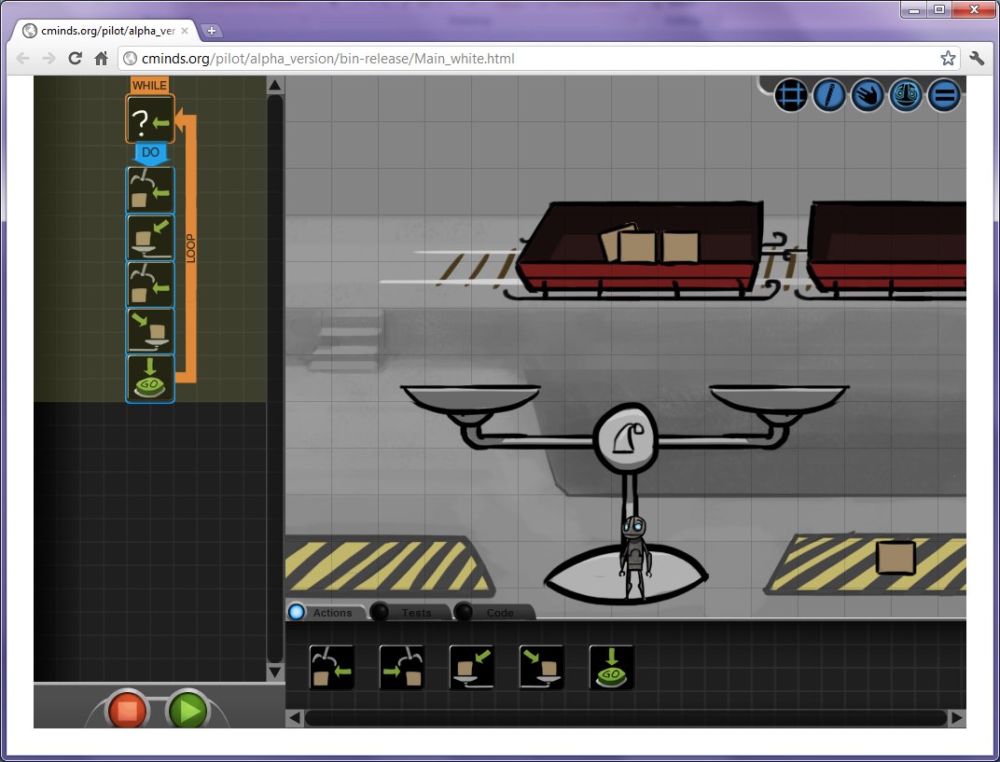 cminds.org/pilot/alpha_ver
cminds.org/pilot/alpha_version/bin-release/Main_white.html
WHILE
?
DO
LOOP
GO
Actions
Tests
Code
GO